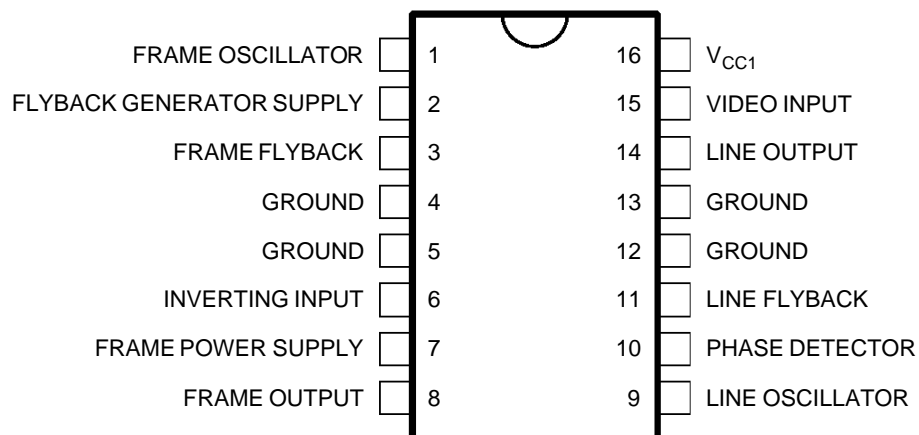 FRAME OSCILLATOR 1 16 VCC1
FLYBACK GENERATOR SUPPLY 2 15 VIDEO INPUT
FRAME FLYBACK 3 14 LINE OUTPUT
GROUND 4 13 GROUND
GROUND 5 12 GROUND
INVERTING INPUT 6 11 LINE FLYBACK
FRAME POWER SUPPLY 7 10 PHASE DETECTOR
FRAME OUTPUT 8 9 LINE OSCILLATOR